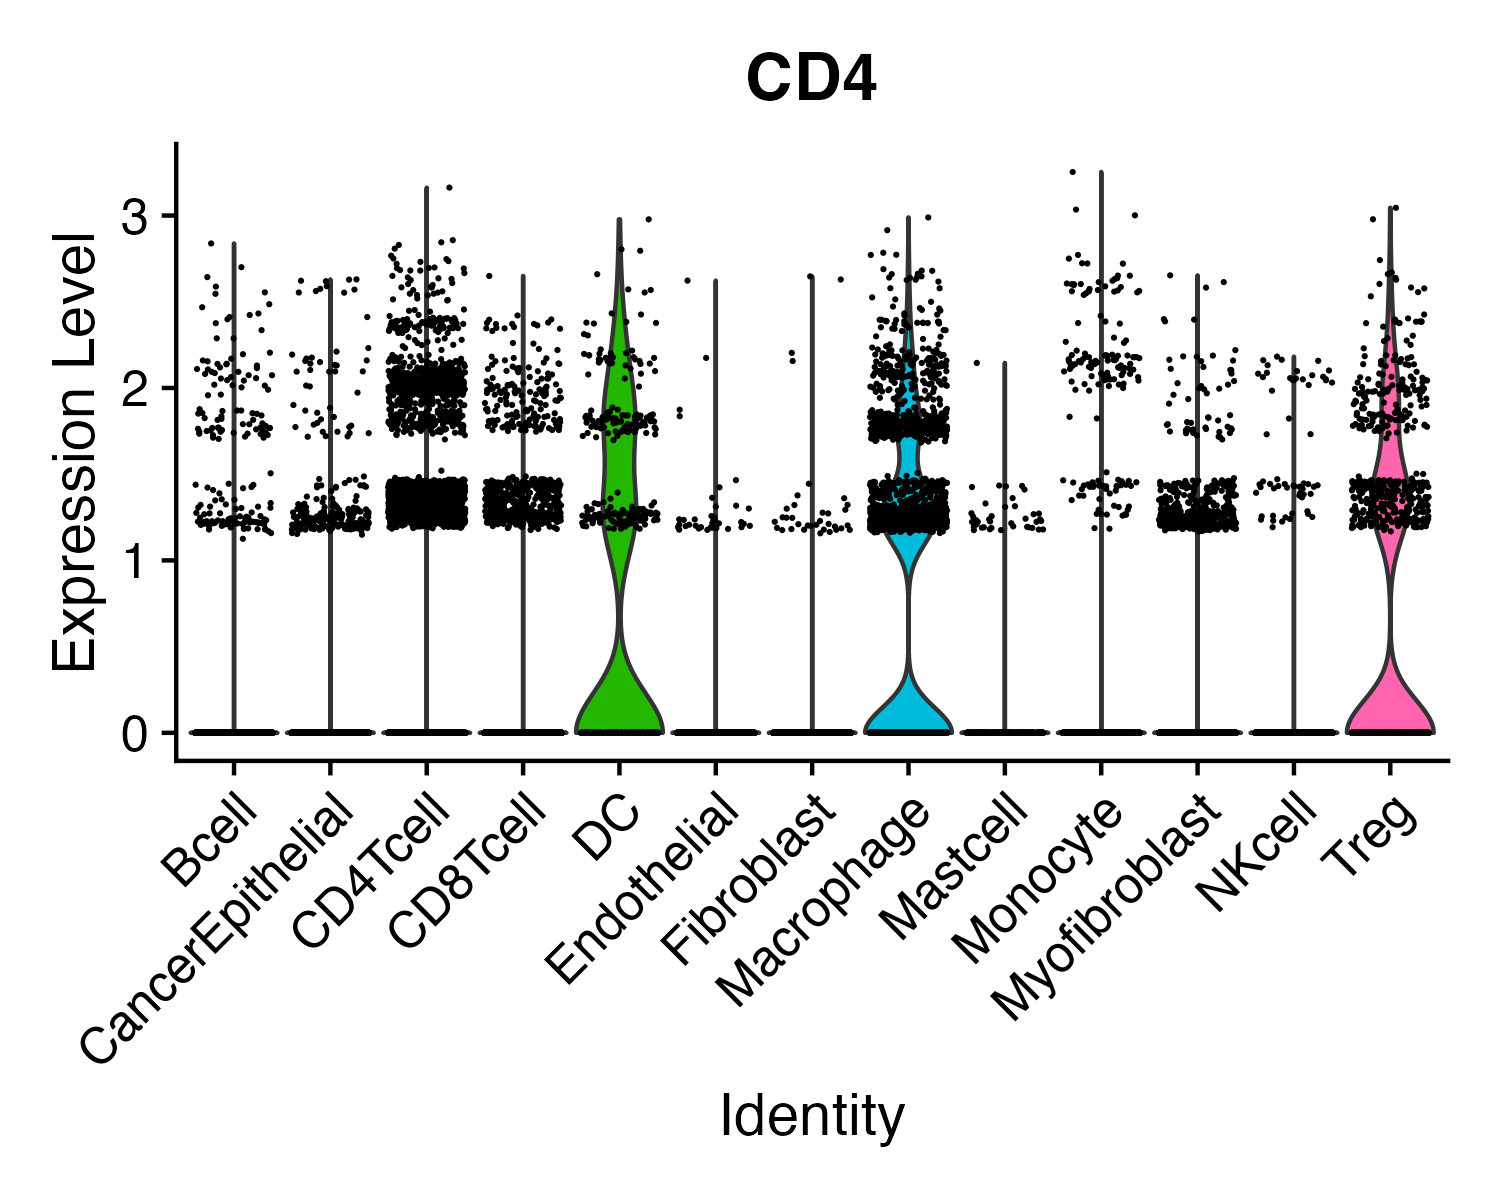 CD4
Expression Level
3
2
1
0
Bcell
CancerEpithelial
CD4Tcell
CD8Tcell
DC
Endothelial
Fibroblast
Macrophage
Mastcell
Monocyte
Myofibroblast
NKcell
Treg
Identity